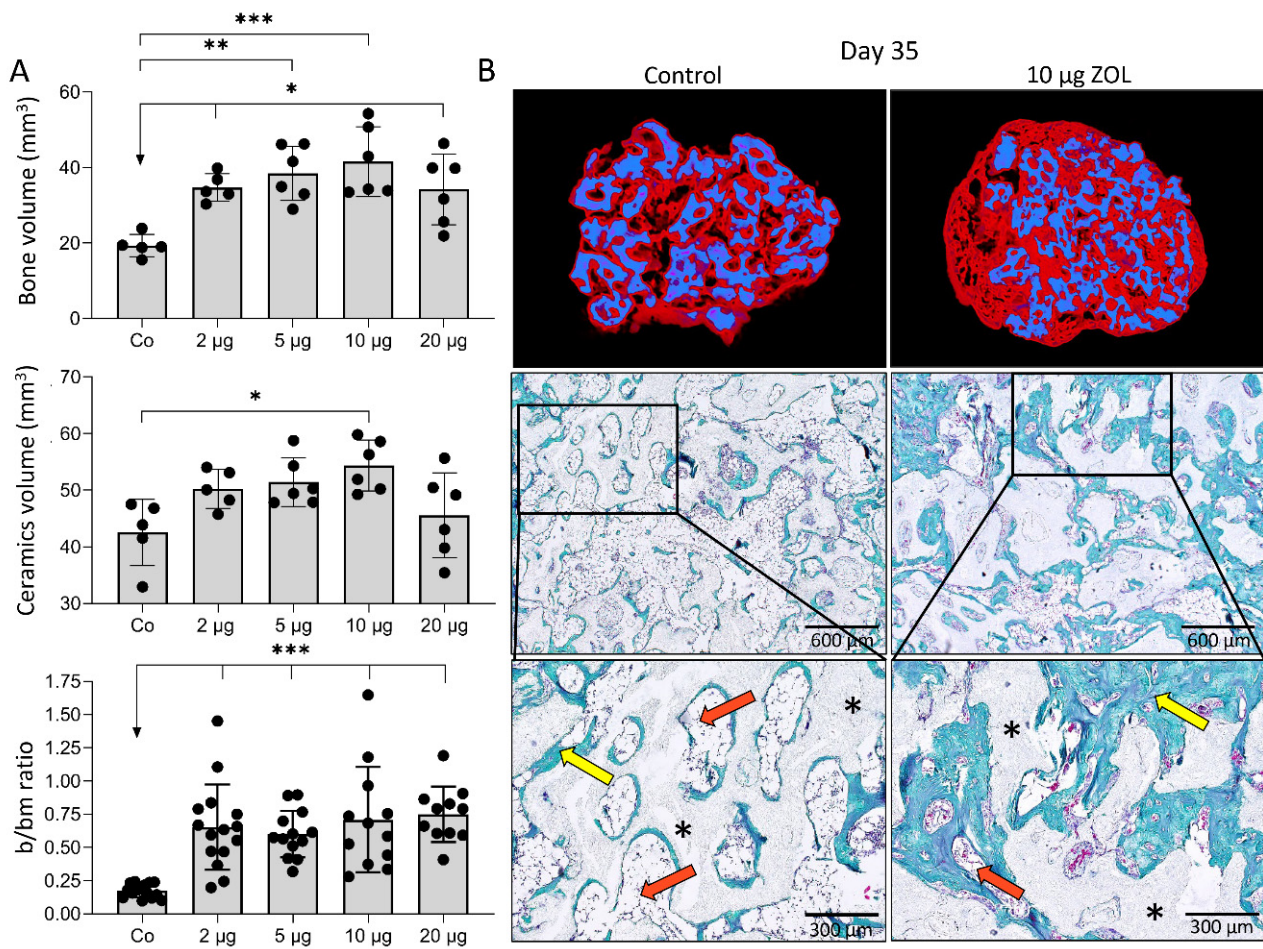 A
***
**
*
Bone volume (mm³)
60
40
20
0
Co 2 µg 5 µg 10 µg 20 µg
*
Ceramics volume (mm³)
70
60
50
40
30
Co 2 µg 5 µg 10 µg 20 µg
***
b/bm ratio
1.75
1.50
1.25
1.00
0.75
0.50
0.25
0.00
Co 2 µg 5 µg 10 µg 20 µg
B
Day 35
Control 10 µg ZOL
600 µm 600 µm
* * * *
300 µm 300 µm